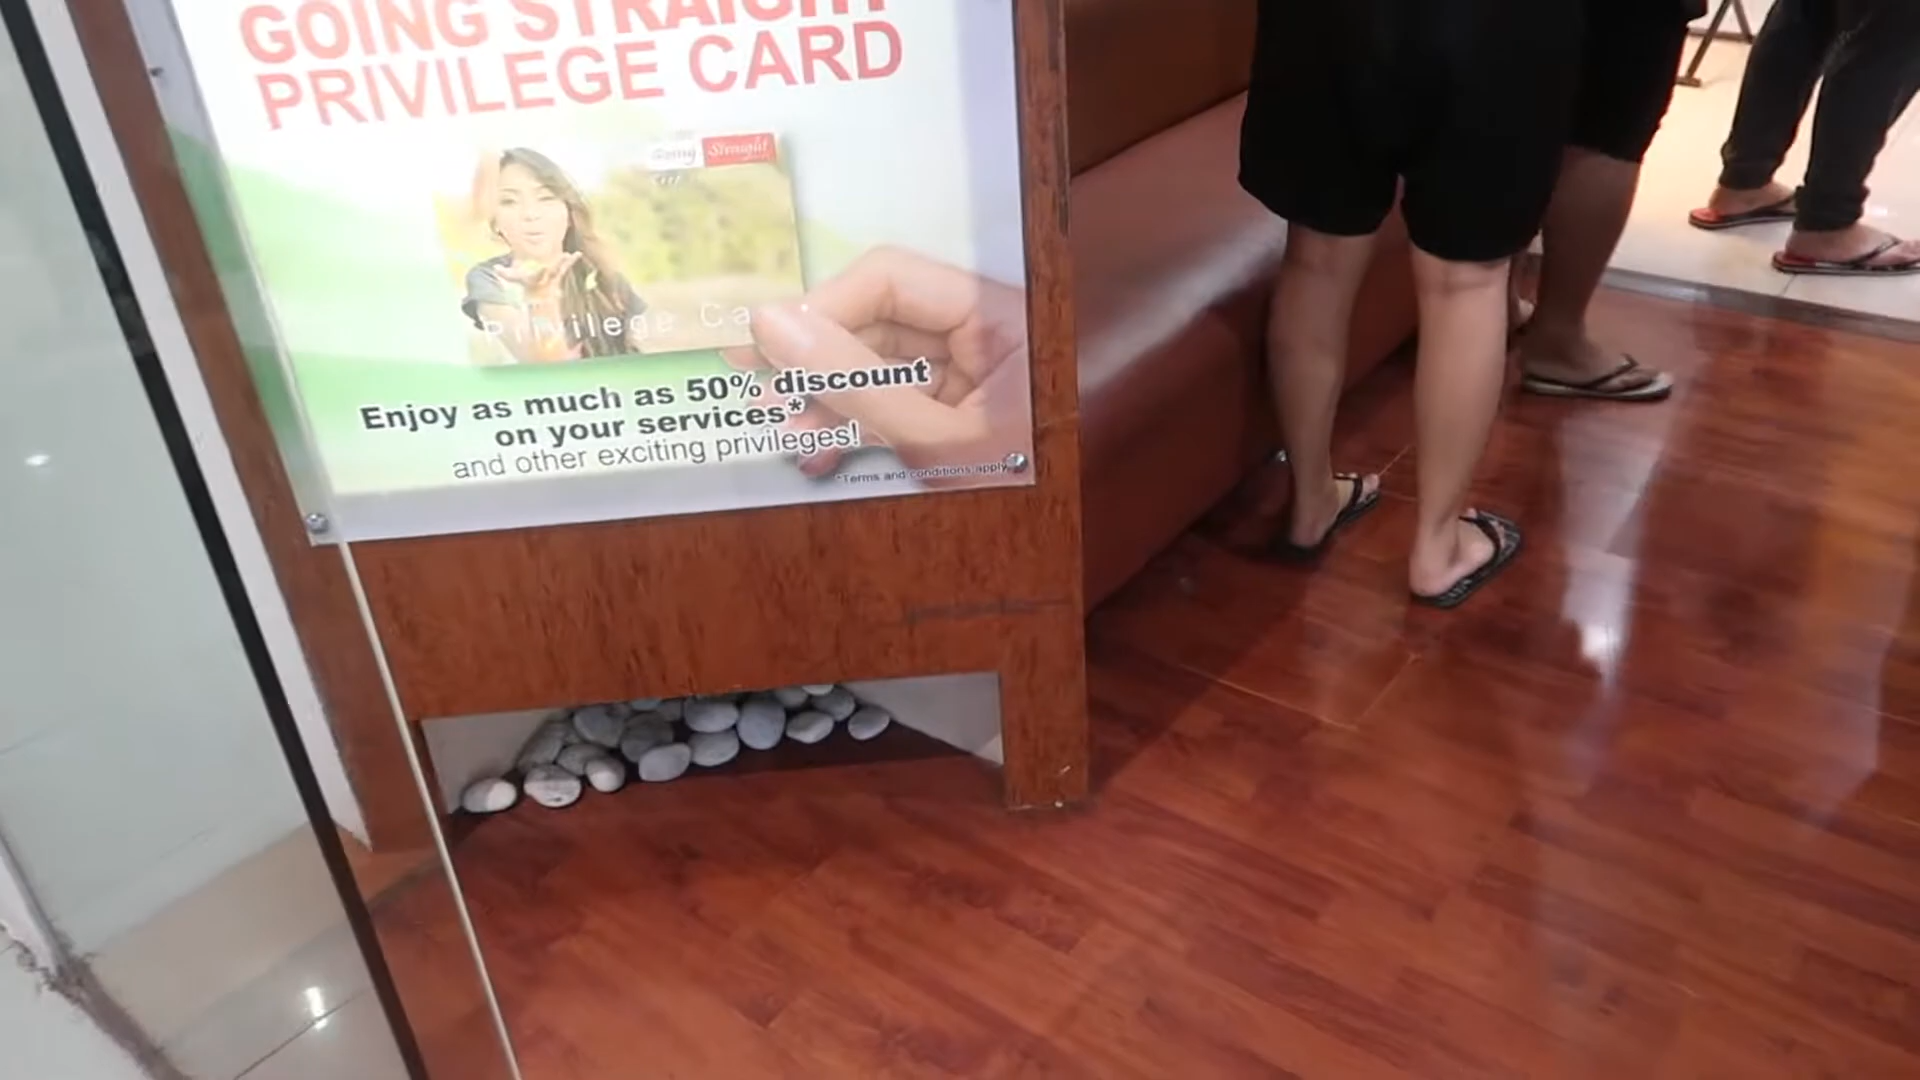 GOING STRAIGHT
PRIVILEGE CARD
Going Straight
Privilege Ca
Enjoy as much as 50% discount
on your services*
and other exciting privileges!
*Terms and conditions apply